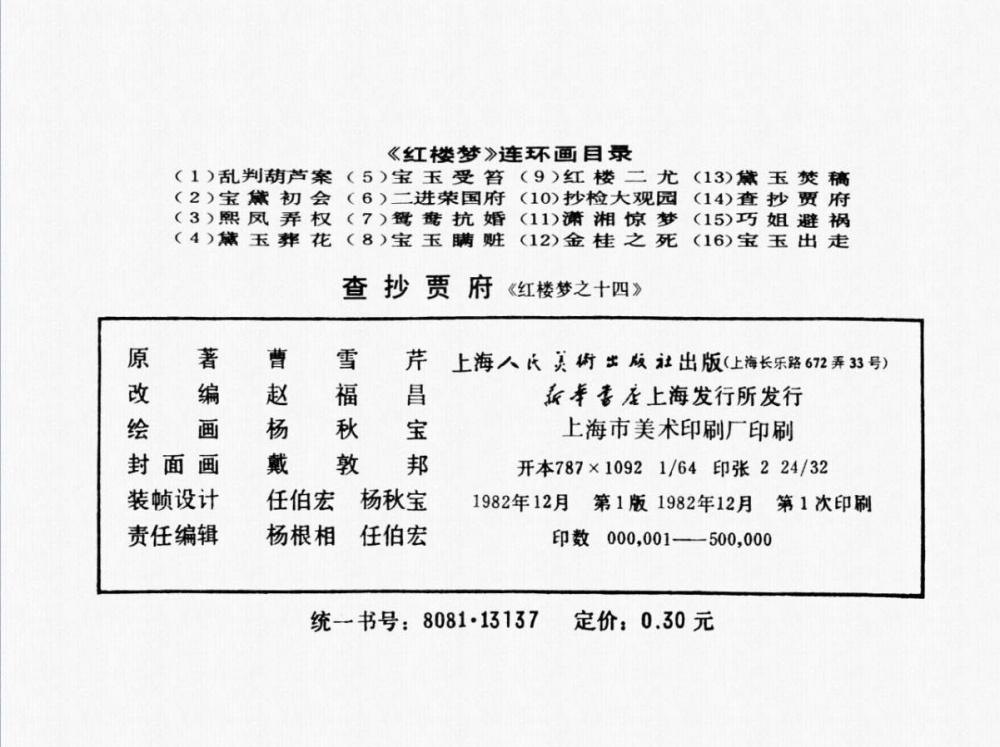 《红楼梦》连环画目录
(1)乱判葫芦案 (5)宝玉受笞 (9)红楼二尤 (13)黛玉焚稿
(2)宝黛初会 (6)二进荣国府 (10)抄检大观园 (14)查抄贾府
(3)熙凤弄权 (7)鸳鸯抗婚 (11)潇湘惊梦 (15)巧姐避祸
(4)黛玉葬花 (8)宝玉瞒赃 (12)金桂之死 (16)宝玉出走
查抄贾府《红楼梦之十四》
原著 曹雪芹
改编 赵福昌
绘画 杨秋宝
封面画 戴敦邦
装帧设计 任伯宏 杨秋宝
责任编辑 杨根相 任伯宏
上海人民美術出版社出版(上海长乐路672弄33号)
新华书店上海发行所发行
上海市美术印刷厂印刷
开本787×1092 1/64 印张 2 24/32
1982年12月 第1版 1982年12月 第1次印刷
印数 000,001——500,000
统一书号：8081·13137 定价：0.30 元